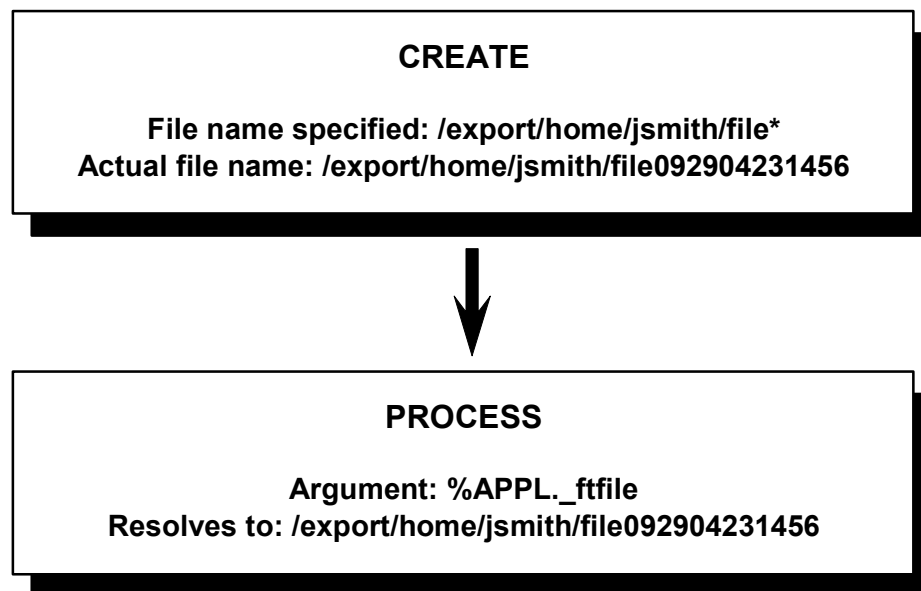 CREATE
File name specified: /export/home/jsmith/file*
Actual file name: /export/home/jsmith/file092904231456
PROCESS
Argument: %APPL._ftfile
Resolves to: /export/home/jsmith/file092904231456